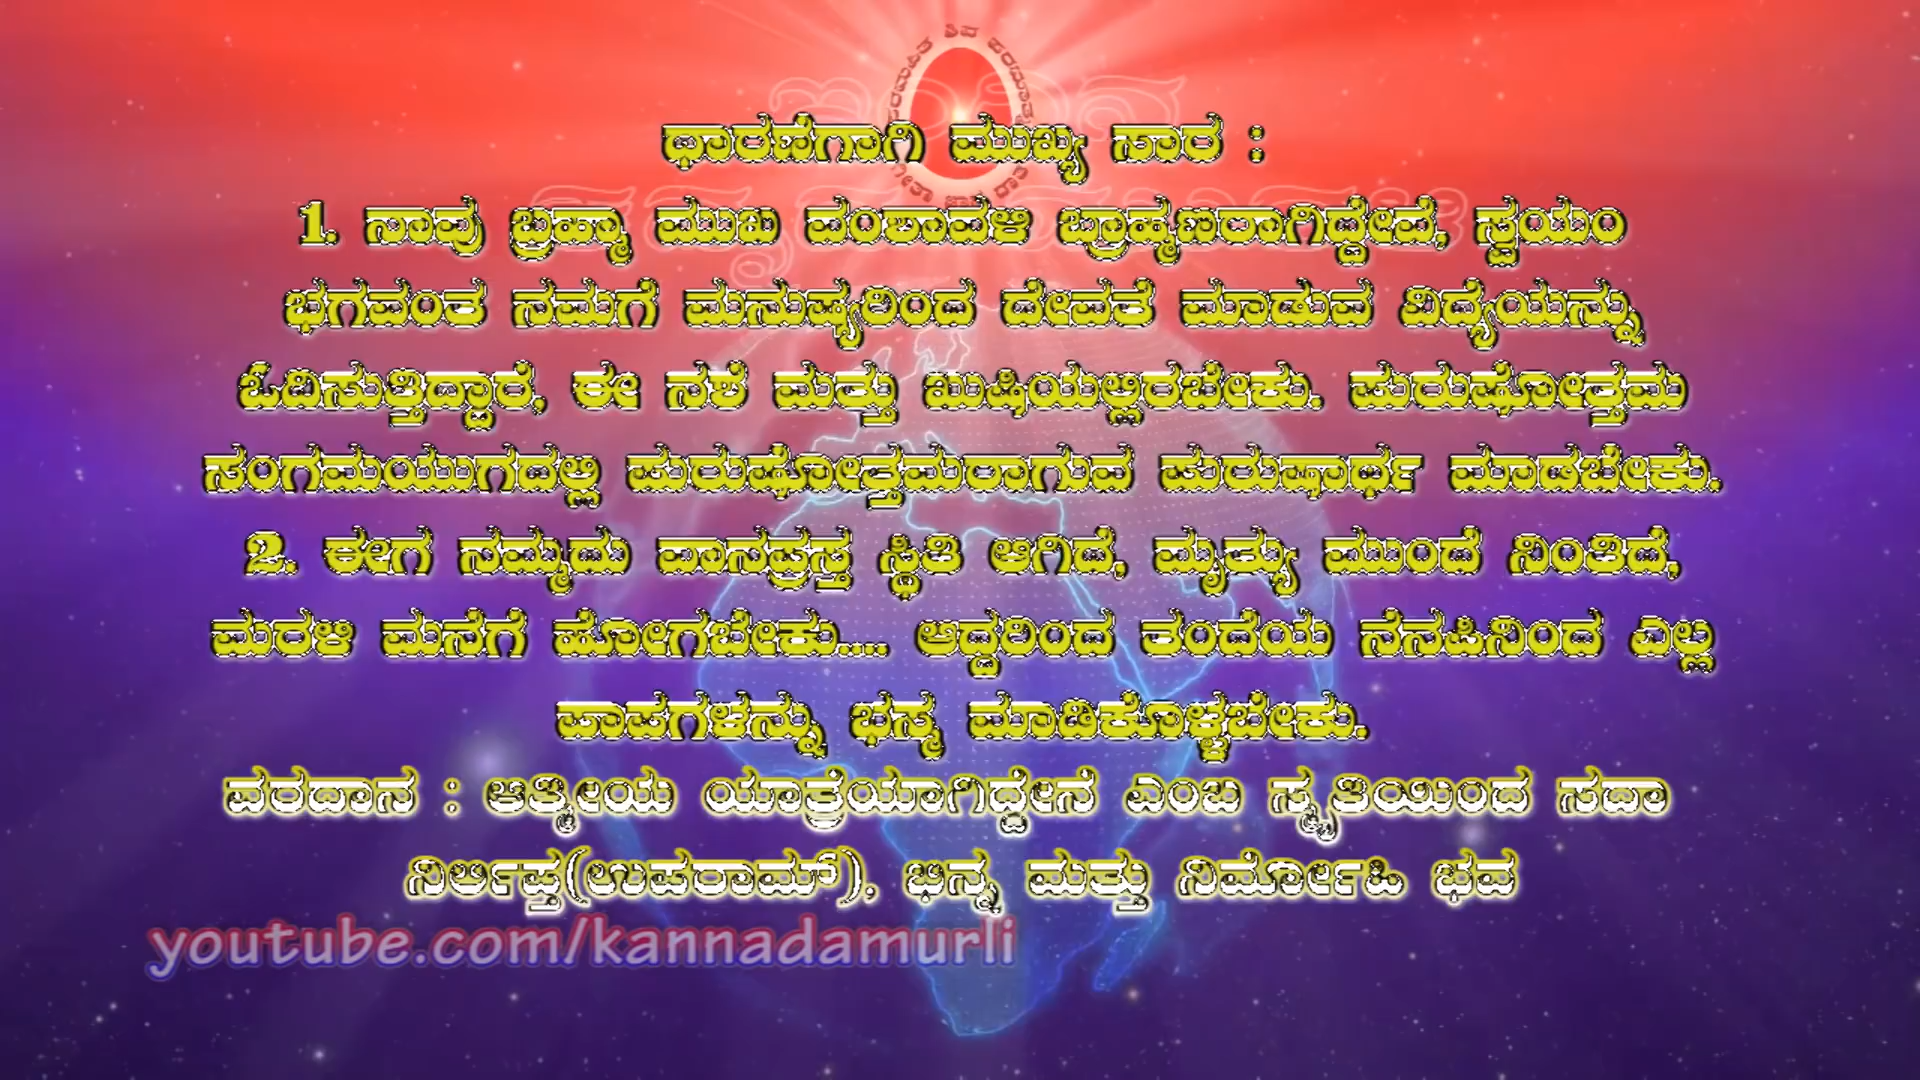 ಧಾರಣೆಗಾಗಿ ಮುಖ್ಯ ಸಾರ :
1. ನಾವು ಬ್ರಹ್ಮಾ ಮುಖ ವಂಶಾವಳಿ ಬ್ರಾಹ್ಮಣರಾಗಿದ್ದೇವೆ, ಸ್ವಯಂ
ಭಗವಂತ ನಮಗೆ ಮನುಷ್ಯರಿಂದ ದೇವತೆ ಮಾಡುವ ವಿದ್ಯೆಯನ್ನು
ಓದಿಸುತ್ತಿದ್ದಾರೆ, ಈ ನಶೆ ಮತ್ತು ಖುಷಿಯಲ್ಲಿರಬೇಕು. ಪುರುಷೋತ್ತಮ
ಸಂಗಮಯುಗದಲ್ಲಿ ಪುರುಷೋತ್ತಮರಾಗುವ ಪುರುಷಾರ್ಥ ಮಾಡಬೇಕು.
2. ಈಗ ನಮ್ಮದು ವಾನಪ್ರಸ್ತ ಸ್ಥಿತಿ ಆಗಿದೆ, ಮೃತ್ಯು ಮುಂದೆ ನಿಂತಿದೆ,
ಮರಳಿ ಮನೆಗೆ ಹೋಗಬೇಕು.... ಆದ್ದರಿಂದ ತಂದೆಯ ನೆನಪಿನಿಂದ ಎಲ್ಲ
ಪಾಪಗಳನ್ನು ಭಸ್ಮ ಮಾಡಿಕೊಳ್ಳಬೇಕು.
ವರದಾನ : ಆತ್ಮೀಯ ಯಾತ್ರೆಯಾಗಿದ್ದೇನೆ ಎಂಬ ಸ್ಮೃತಿಯಿಂದ ಸದಾ
ನಿರ್ಲಿಪ್ತ(ಉಪರಾಮ್), ಭಿನ್ನ ಮತ್ತು ನಿರ್ಮೋಹಿ ಭವ
youtube.com/kannadamurli